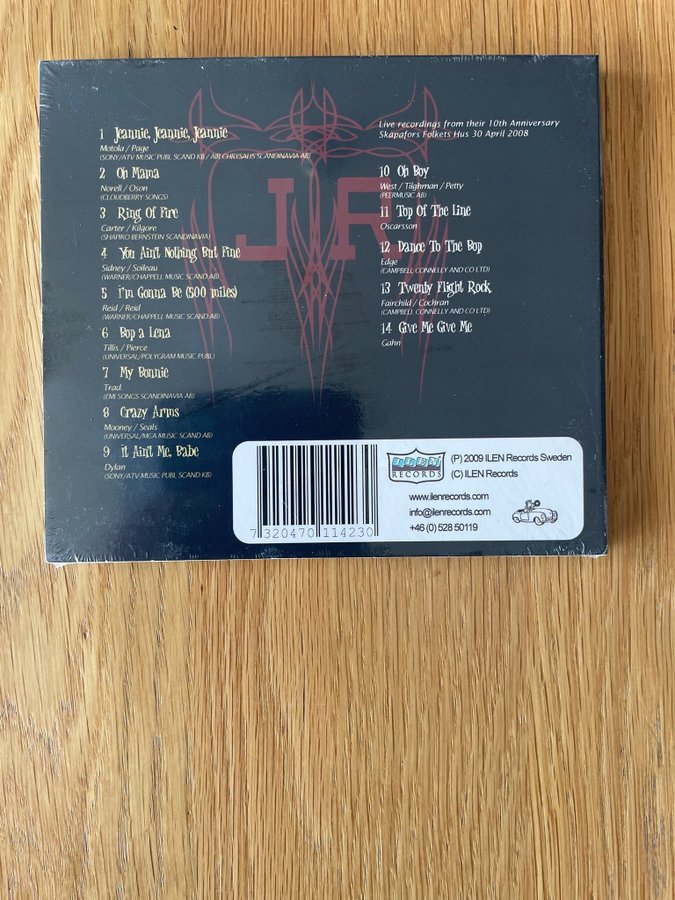 1 Jeannie, Jeannie, Jeannie
Motola / Page
(SONY/ATV MUSIC PUBL SCAND KB / AIR CHRYSALIS SCANDINAVIA AB)
2 Oh Mama
Norell / Oson
(CLOUDBERRY SONGS)
3 Ring Of Fire
Carter / Kilgore
(SHAPIRO BERNSTEIN SCANDINAVIA)
4 You Ain't Nothing But Fine
Sidney / Soileau
(WARNER/CHAPPELL MUSIC SCAND AB)
5 i'm Gonna Be (500 miles)
Reid / Reid
(WARNER/CHAPPELL MUSIC SCAND AB)
6 Bop a Lena
Tillis / Pierce
(UNIVERSAL/POLYGRAM MUSIC PUBL)
7 My Bonnie
Trad
(EMI SONGS SCANDINAVIA AB)
8 Crazy Arms
Mooney / Seals
(UNIVERSAL/MCA MUSIC SCAND AB)
9 it Ain't Me, Babe
Dylan
(SONY/ATV MUSIC PUBL SCAND KB)
Live recordings from their 10th Anniversary
Skapafors Folkets Hus 30 April 2008
10 Oh Boy
West / Tilghman / Petty
(PEERMUSIC AB)
11 Top Of The Line
Oscarsson
12 Dance To The Bop
Edge
(CAMPBELL CONNELLY AND CO LTD)
13 Twenty Flight Rock
Fairchild / Cochran
(CAMPBELL CONNELLY AND CO LTD)
14 Give Me Give Me
Gahn
JR
7 320470 114230
ILEN
RECORDS
(P) 2009 ILEN Records Sweden
(C) ILEN Records
www.ilenrecords.com
info@ilenrecords.com
+46 (0) 528 50119